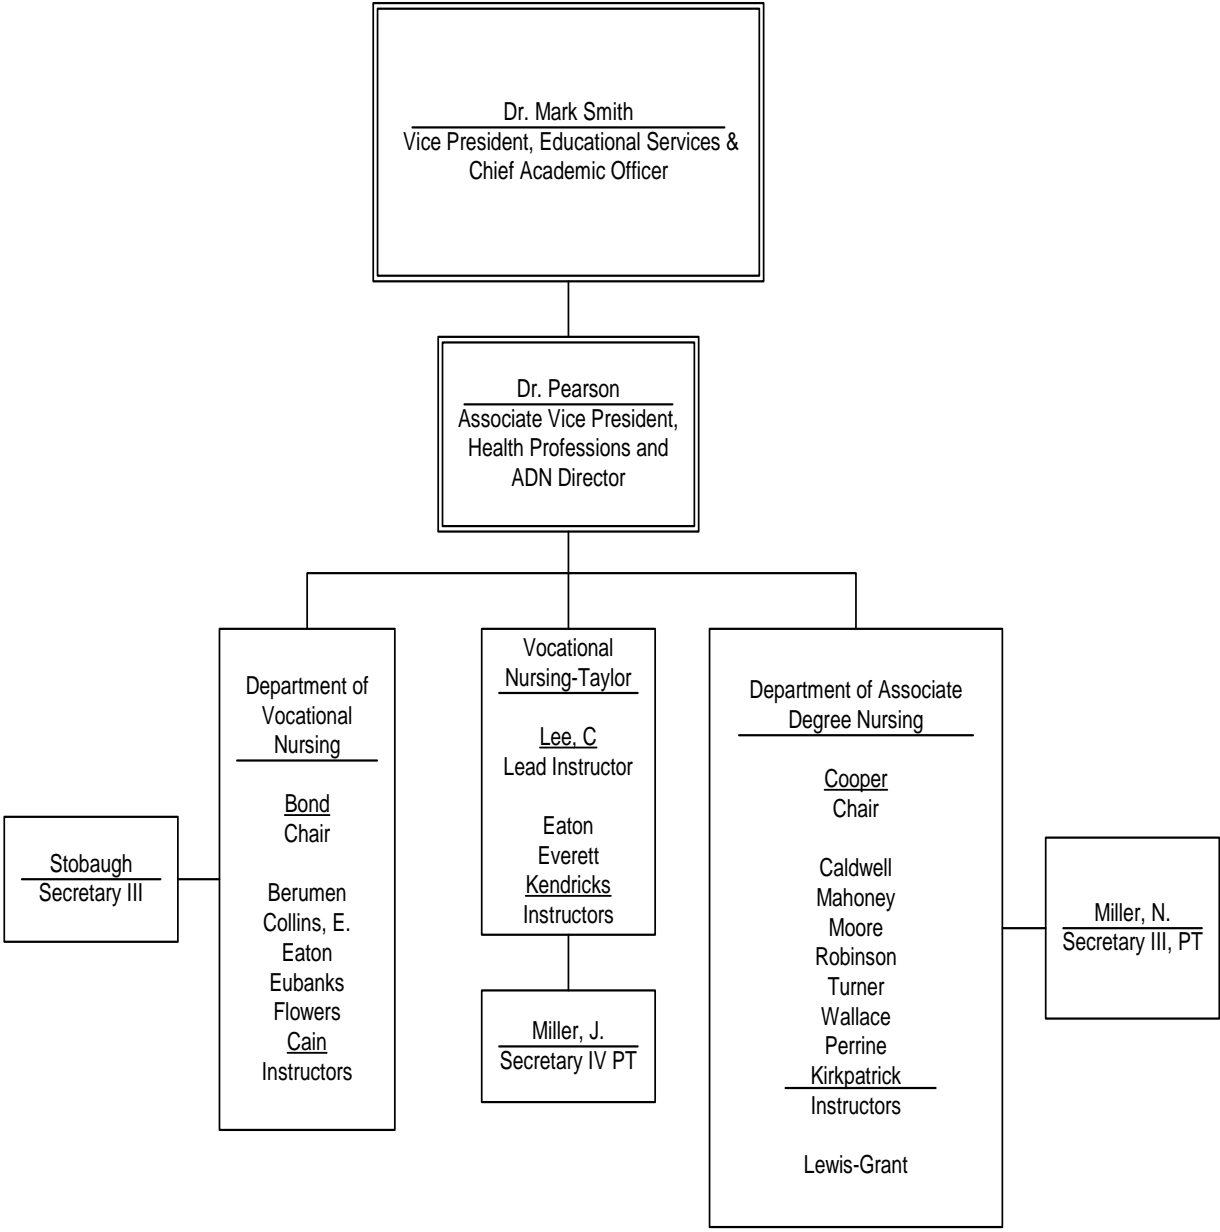 Dr. Mark Smith
Vice President, Educational Services &
Chief Academic Officer
Dr. Pearson
Associate Vice President,
Health Professions and
ADN Director
Department of
Vocational
Nursing
Bond
Chair
Berumen
Collins, E.
Eaton
Eubanks
Flowers
Cain
Instructors
Stobaugh
Secretary III
Vocational
Nursing-Taylor
Lee, C
Lead Instructor
Eaton
Everett
Kendricks
Instructors
Miller, J.
Secretary IV PT
Department of Associate
Degree Nursing
Cooper
Chair
Caldwell
Mahoney
Moore
Robinson
Turner
Wallace
Perrine
Kirkpatrick
Instructors
Lewis-Grant
Miller, N.
Secretary III, PT